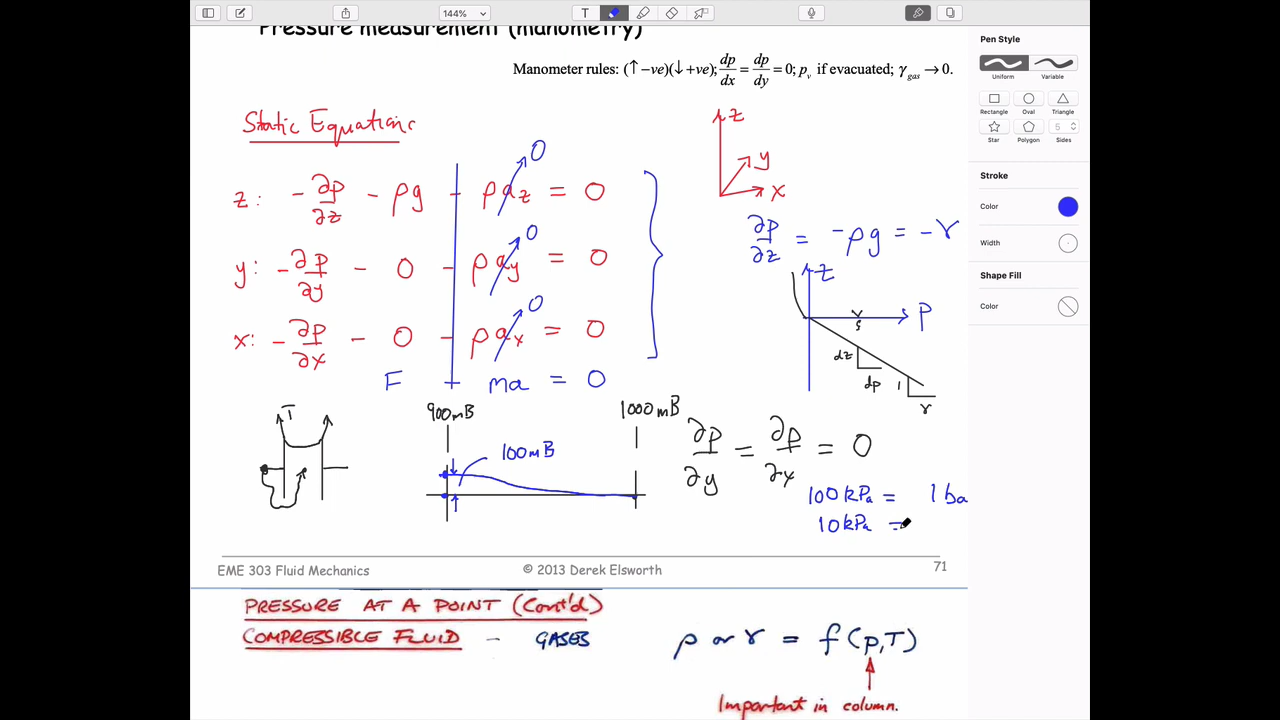 144%
T
Pressure measurement (manometry)
Manometer rules: (↑ −ve)(↓ +ve); dp/dx = dp/dy = 0; p_v if evacuated; γ_gas → 0.
Pen Style
Uniform Variable
Rectangle Oval Triangle
Star Polygon 5 Sides
Stroke
Color
Width
Shape Fill
Color
Static Equations
z: -∂p/∂z - ρg - ρa_z = 0
0
y: -∂p/∂y - 0 - ρa_y = 0
0
x: -∂p/∂x - 0 - ρa_x = 0
0
F + ma = 0
z
y
x
∂p/∂z = -ρg = -γ
z
P
dz
dp
1
γ
T
900mB
1000mB
100mB
∂p/∂y = ∂p/∂x = 0
100kPa = 1 ba
10kPa =
EME 303 Fluid Mechanics
© 2013 Derek Elsworth
71
PRESSURE AT A POINT (Cont'd)
COMPRESSIBLE FLUID - GASES
ρ or γ = f(p,T)
Important in column.